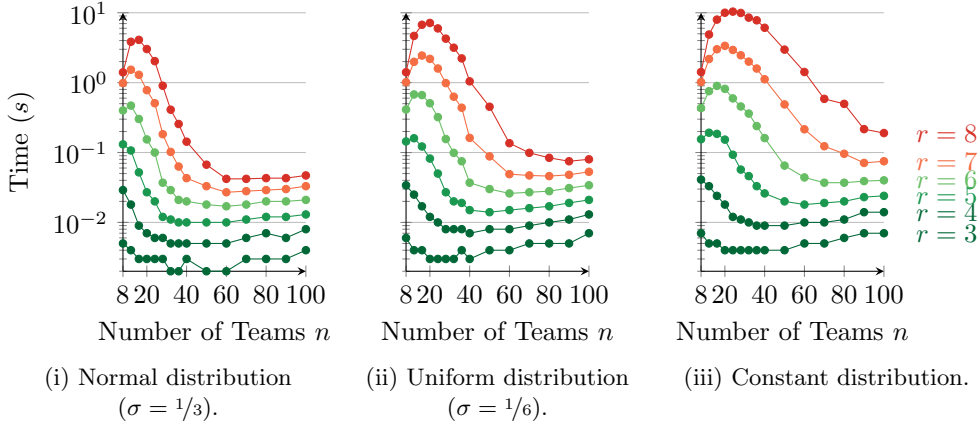 10^1
10^0
10^{-1}
10^{-2}
Time (s)
8 20 40 60 80 100
8 20 40 60 80 100
8 20 40 60 80 100
Number of Teams n
Number of Teams n
Number of Teams n
r = 8
r = 7
r = 6
r = 5
r = 4
r = 3
(i) Normal distribution
(σ = 1/3).
(ii) Uniform distribution
(σ = 1/6).
(iii) Constant distribution.